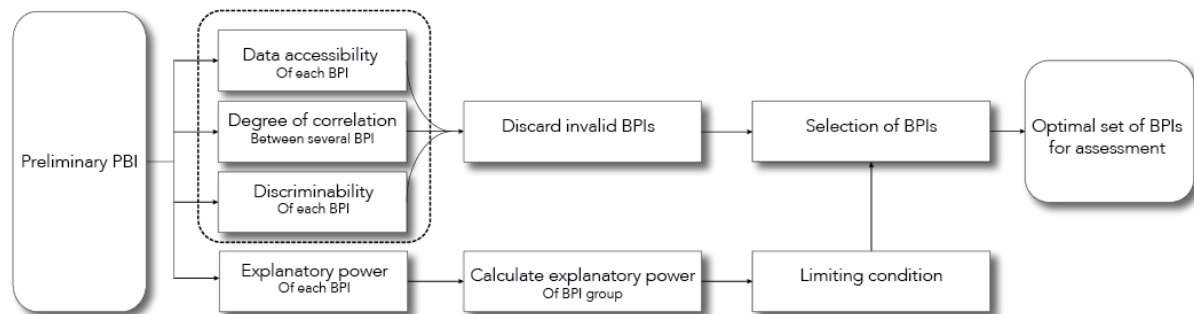 Preliminary PBI
Data accessibility
Of each BPI
Degree of correlation
Between several BPI
Discriminability
Of each BPI
Explanatory power
Of each BPI
Discard invalid BPIs
Calculate explanatory power
Of BPI group
Selection of BPIs
Limiting condition
Optimal set of BPIs
for assessment